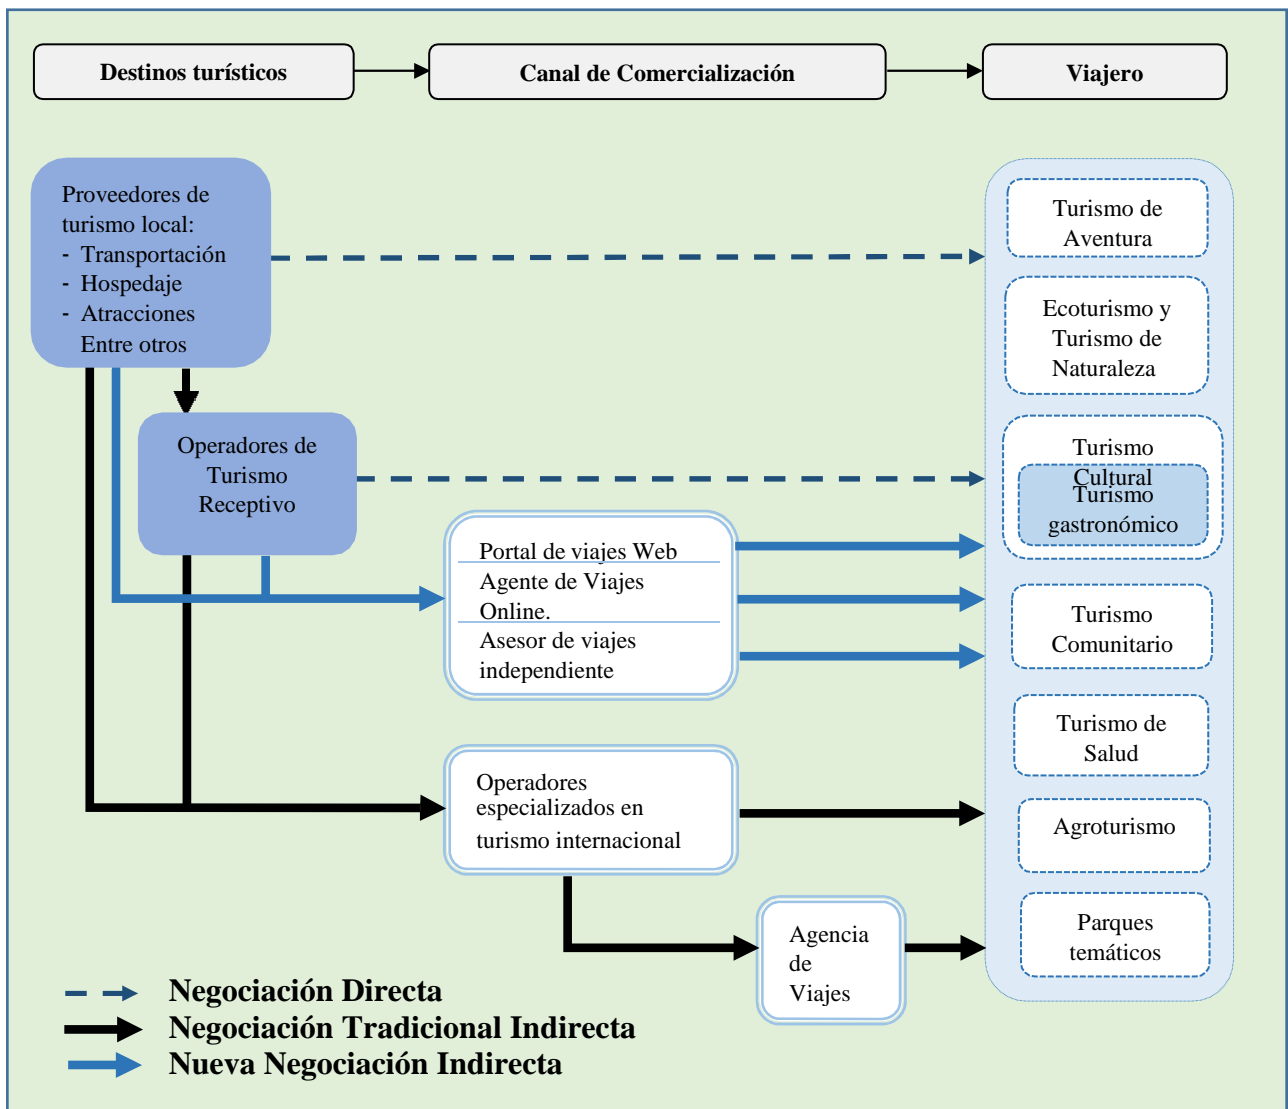 Destinos turísticos
Canal de Comercialización
Viajero
Proveedores de
turismo local:
- Transportación
- Hospedaje
- Atracciones
Entre otros
Operadores de
Turismo
Receptivo
Portal de viajes Web
Agente de Viajes
Online.
Asesor de viajes
independiente
Operadores
especializados en
turismo internacional
Agencia
de
Viajes
Turismo de
Aventura
Ecoturismo y
Turismo de
Naturaleza
Turismo
Cultural
Turismo
gastronómico
Turismo
Comunitario
Turismo de
Salud
Agroturismo
Parques
temáticos
Negociación Directa
Negociación Tradicional Indirecta
Nueva Negociación Indirecta